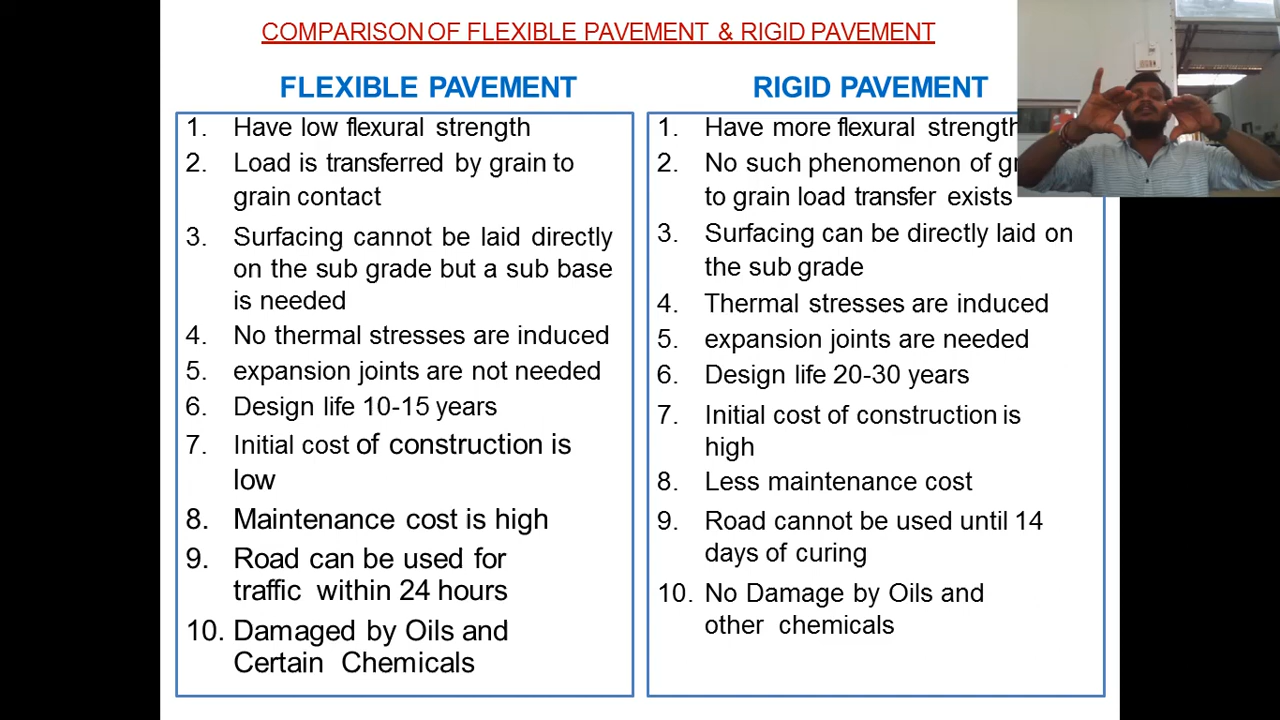 COMPARISON OF FLEXIBLE PAVEMENT & RIGID PAVEMENT
FLEXIBLE PAVEMENT
1. Have low flexural strength
2. Load is transferred by grain to
grain contact
3. Surfacing cannot be laid directly
on the sub grade but a sub base
is needed
4. No thermal stresses are induced
5. expansion joints are not needed
6. Design life 10-15 years
7. Initial cost of construction is
low
8. Maintenance cost is high
9. Road can be used for
traffic within 24 hours
10. Damaged by Oils and
Certain Chemicals
RIGID PAVEMENT
1. Have more flexural strength
2. No such phenomenon of
to grain load transfer exists
3. Surfacing can be directly laid on
the sub grade
4. Thermal stresses are induced
5. expansion joints are needed
6. Design life 20-30 years
7. Initial cost of construction is
high
8. Less maintenance cost
9. Road cannot be used until 14
days of curing
10. No Damage by Oils and
other chemicals